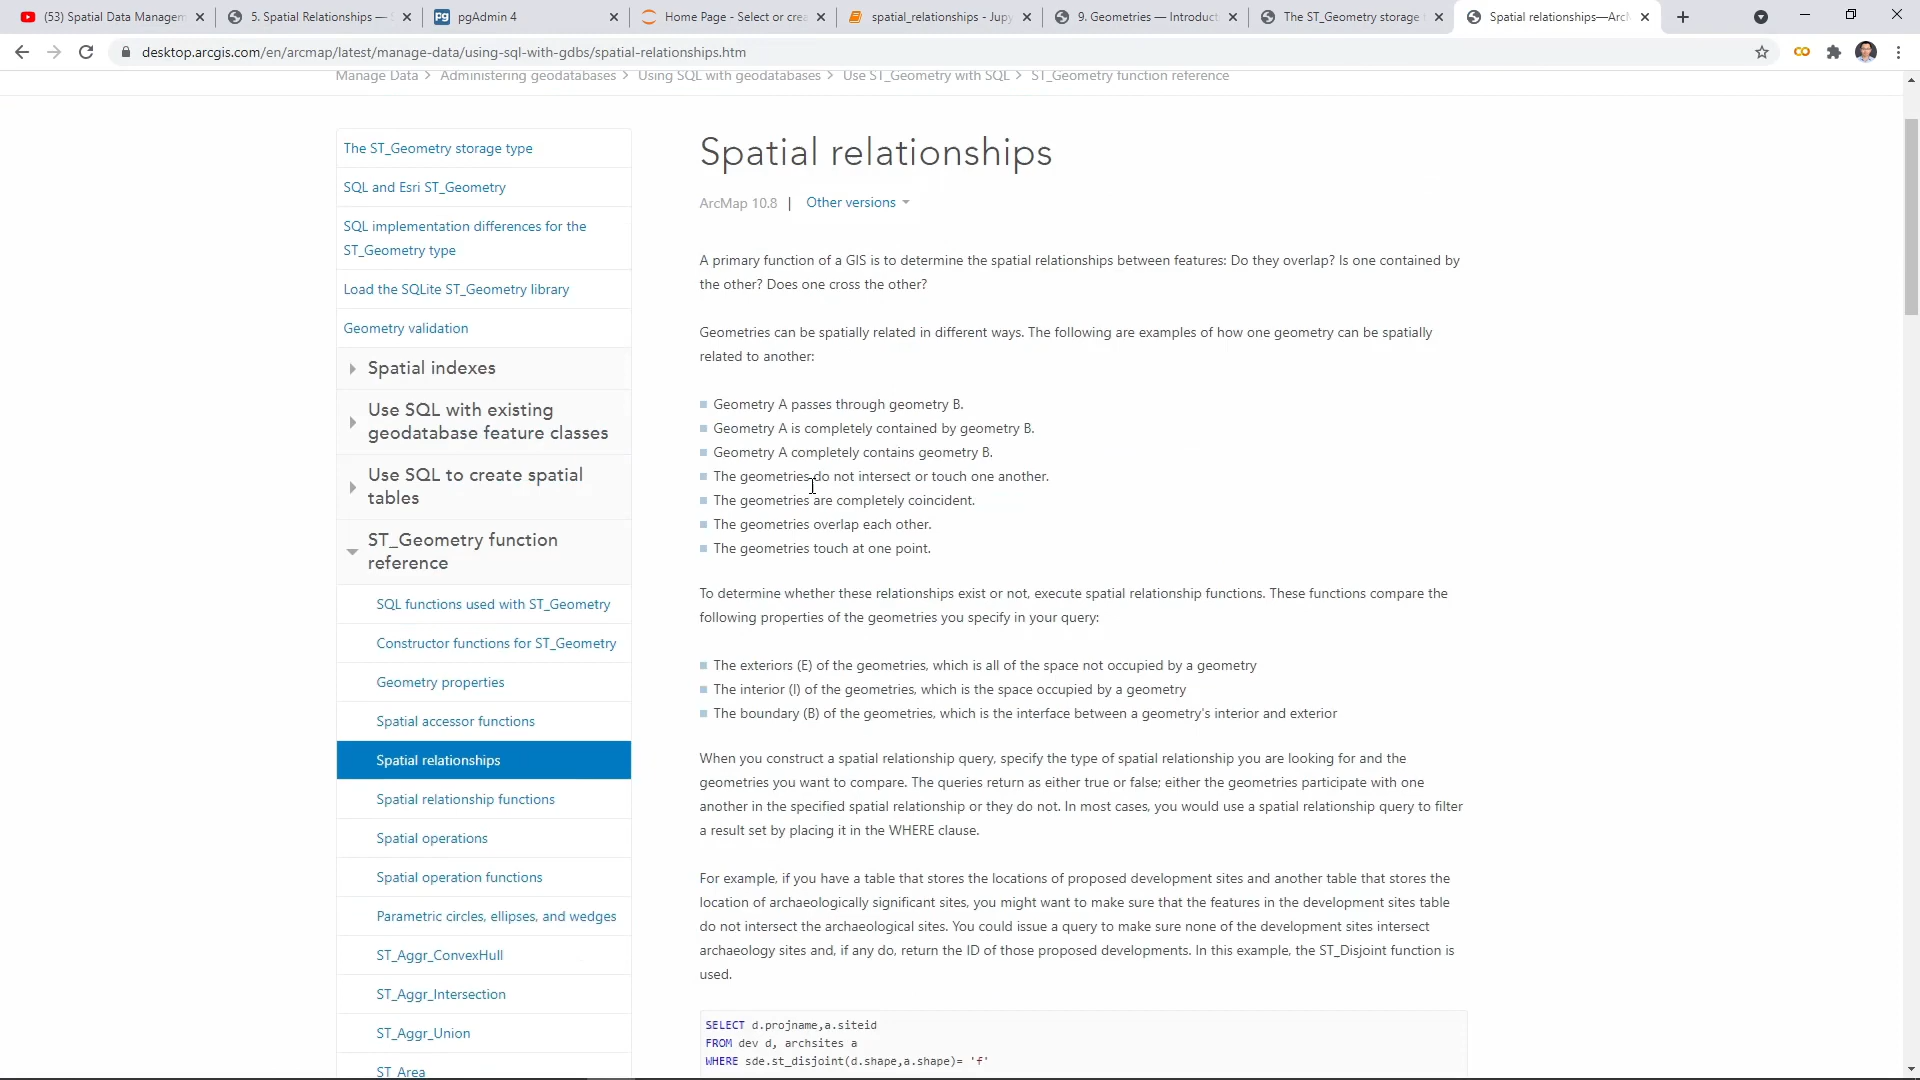 (53) Spatial Data Managem
5. Spatial Relationships —
pgAdmin 4
Home Page - Select or crea
spatial_relationships - Jupy
9. Geometries — Introduct
The ST_Geometry storage
Spatial relationships—ArcM
desktop.arcgis.com/en/arcmap/latest/manage-data/using-sql-with-gdbs/spatial-relationships.htm
Manage Data > Administering geodatabases > Using SQL with geodatabases > Use ST_Geometry with SQL > ST_Geometry function reference
The ST_Geometry storage type
SQL and Esri ST_Geometry
SQL implementation differences for the
ST_Geometry type
Load the SQLite ST_Geometry library
Geometry validation
Spatial indexes
Use SQL with existing
geodatabase feature classes
Use SQL to create spatial
tables
ST_Geometry function
reference
SQL functions used with ST_Geometry
Constructor functions for ST_Geometry
Geometry properties
Spatial accessor functions
Spatial relationships
Spatial relationship functions
Spatial operations
Spatial operation functions
Parametric circles, ellipses, and wedges
ST_Aggr_ConvexHull
ST_Aggr_Intersection
ST_Aggr_Union
ST_Area
Spatial relationships
ArcMap 10.8 | Other versions
A primary function of a GIS is to determine the spatial relationships between features: Do they overlap? Is one contained by
the other? Does one cross the other?
Geometries can be spatially related in different ways. The following are examples of how one geometry can be spatially
related to another:
Geometry A passes through geometry B.
Geometry A is completely contained by geometry B.
Geometry A completely contains geometry B.
The geometries do not intersect or touch one another.
The geometries are completely coincident.
The geometries overlap each other.
The geometries touch at one point.
To determine whether these relationships exist or not, execute spatial relationship functions. These functions compare the
following properties of the geometries you specify in your query:
The exteriors (E) of the geometries, which is all of the space not occupied by a geometry
The interior (I) of the geometries, which is the space occupied by a geometry
The boundary (B) of the geometries, which is the interface between a geometry's interior and exterior
When you construct a spatial relationship query, specify the type of spatial relationship you are looking for and the
geometries you want to compare. The queries return as either true or false; either the geometries participate with one
another in the specified spatial relationship or they do not. In most cases, you would use a spatial relationship query to filter
a result set by placing it in the WHERE clause.
For example, if you have a table that stores the locations of proposed development sites and another table that stores the
location of archaeologically significant sites, you might want to make sure that the features in the development sites table
do not intersect the archaeological sites. You could issue a query to make sure none of the development sites intersect
archaeology sites and, if any do, return the ID of those proposed developments. In this example, the ST_Disjoint function is
used.
SELECT d.projname,a.siteid
FROM dev d, archsites a
WHERE sde.st_disjoint(d.shape,a.shape)= 'f'